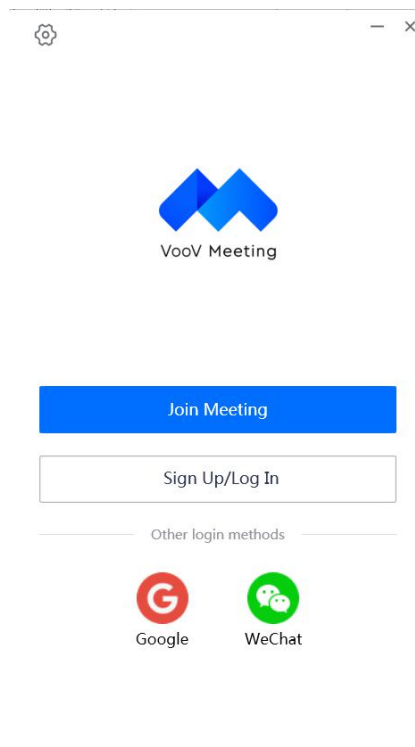 VooV Meeting
Join Meeting
Sign Up/Log In
Other login methods
Google WeChat